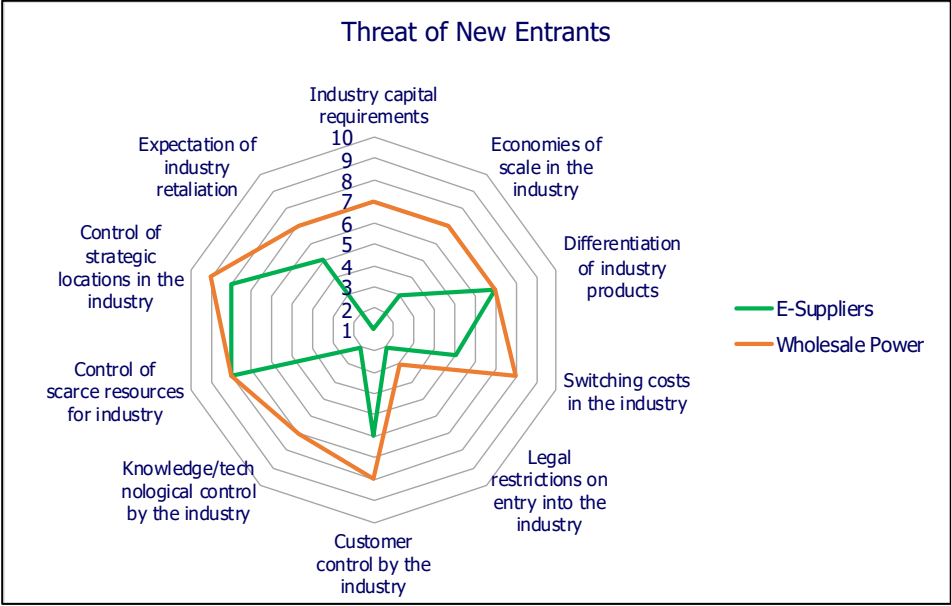 Threat of New Entrants
Industry capital
requirements
Economies of
scale in the
industry
Differentiation
of industry
products
Switching costs
in the industry
Legal
restrictions on
entry into the
industry
Customer
control by the
industry
Knowledge/tech
nological control
by the industry
Control of
scarce resources
for industry
Control of
strategic
locations in the
industry
Expectation of
industry
retaliation
10
9
8
7
6
5
4
3
2
1
E-Suppliers
Wholesale Power